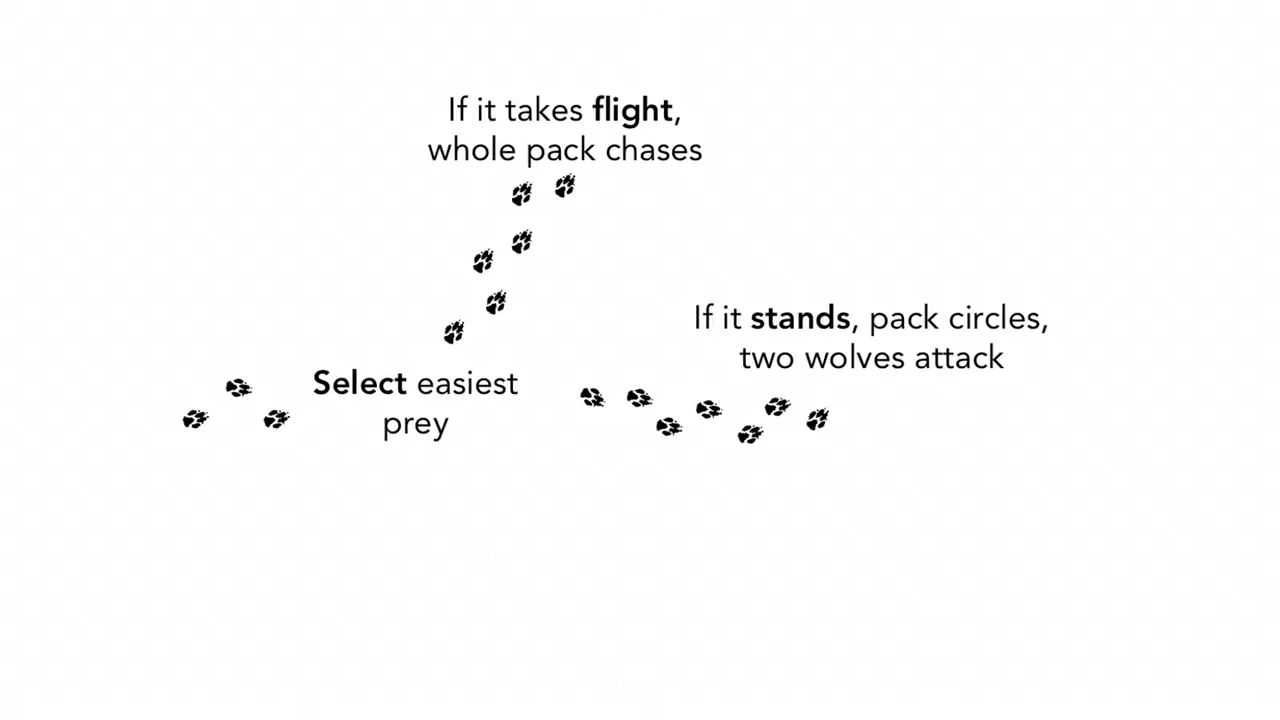 If it takes flight,
whole pack chases
If it stands, pack circles,
two wolves attack
Select easiest
prey